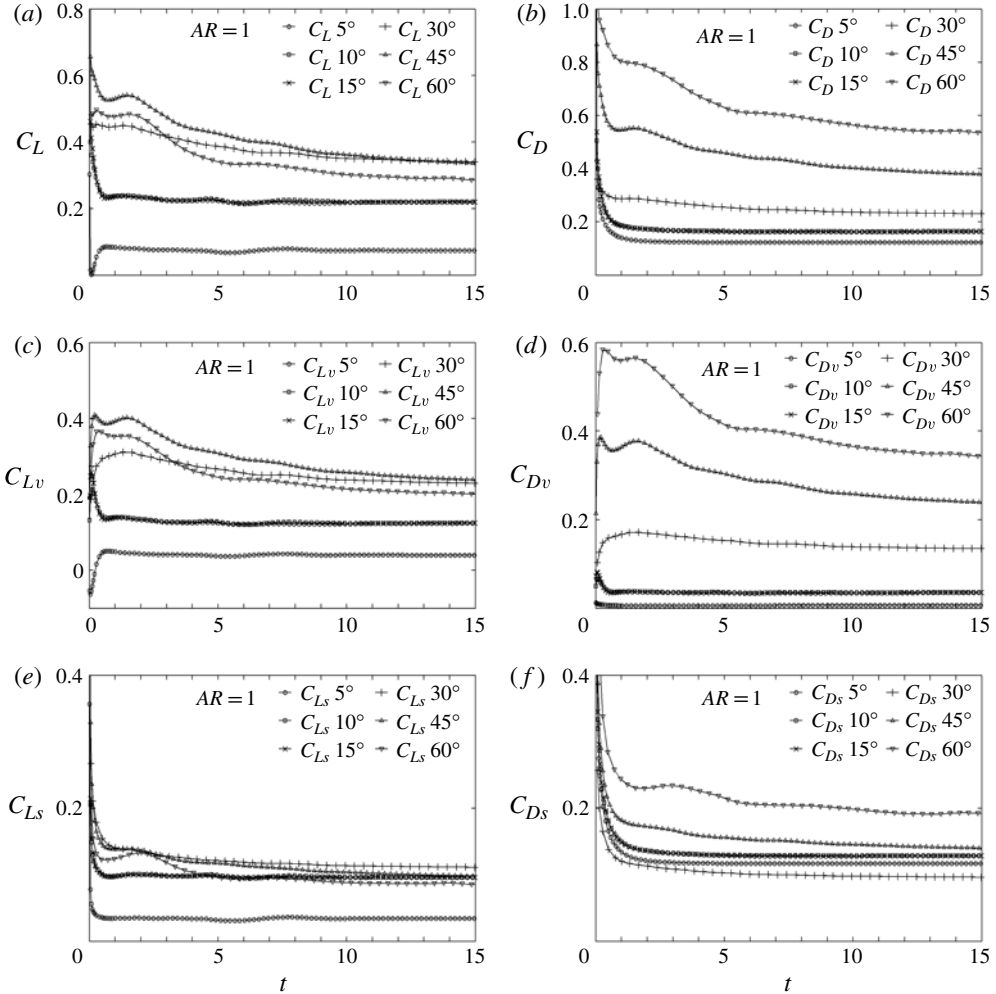 (a)
AR = 1
C_L 5° C_L 30°
C_L 10° C_L 45°
C_L 15° C_L 60°
0.8
0.6
0.4
0.2
0
5
10
15
C_L
(b)
AR = 1
C_D 5° C_D 30°
C_D 10° C_D 45°
C_D 15° C_D 60°
1.0
0.8
0.6
0.4
0.2
0
5
10
15
C_D
(c)
AR = 1
C_Lv 5° C_Lv 30°
C_Lv 10° C_Lv 45°
C_Lv 15° C_Lv 60°
0.6
0.4
0.2
0
0
5
10
15
C_Lv
(d)
AR = 1
C_Dv 5° C_Dv 30°
C_Dv 10° C_Dv 45°
C_Dv 15° C_Dv 60°
0.6
0.4
0.2
0
5
10
15
C_Dv
(e)
AR = 1
C_Ls 5° C_Ls 30°
C_Ls 10° C_Ls 45°
C_Ls 15° C_Ls 60°
0.4
0.2
0
5
10
15
C_Ls
t
(f)
AR = 1
C_Ds 5° C_Ds 30°
C_Ds 10° C_Ds 45°
C_Ds 15° C_Ds 60°
0.4
0.2
0
5
10
15
C_Ds
t